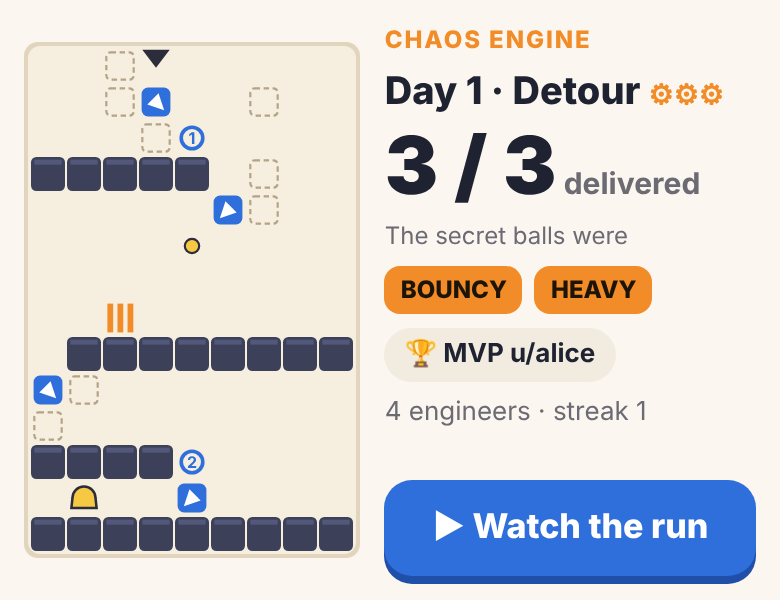 CHAOS ENGINE
Day 1 · Detour
3 / 3 delivered
The secret balls were
BOUNCY HEAVY
🏆 MVP u/alice
4 engineers · streak 1
▶ Watch the run
1
2